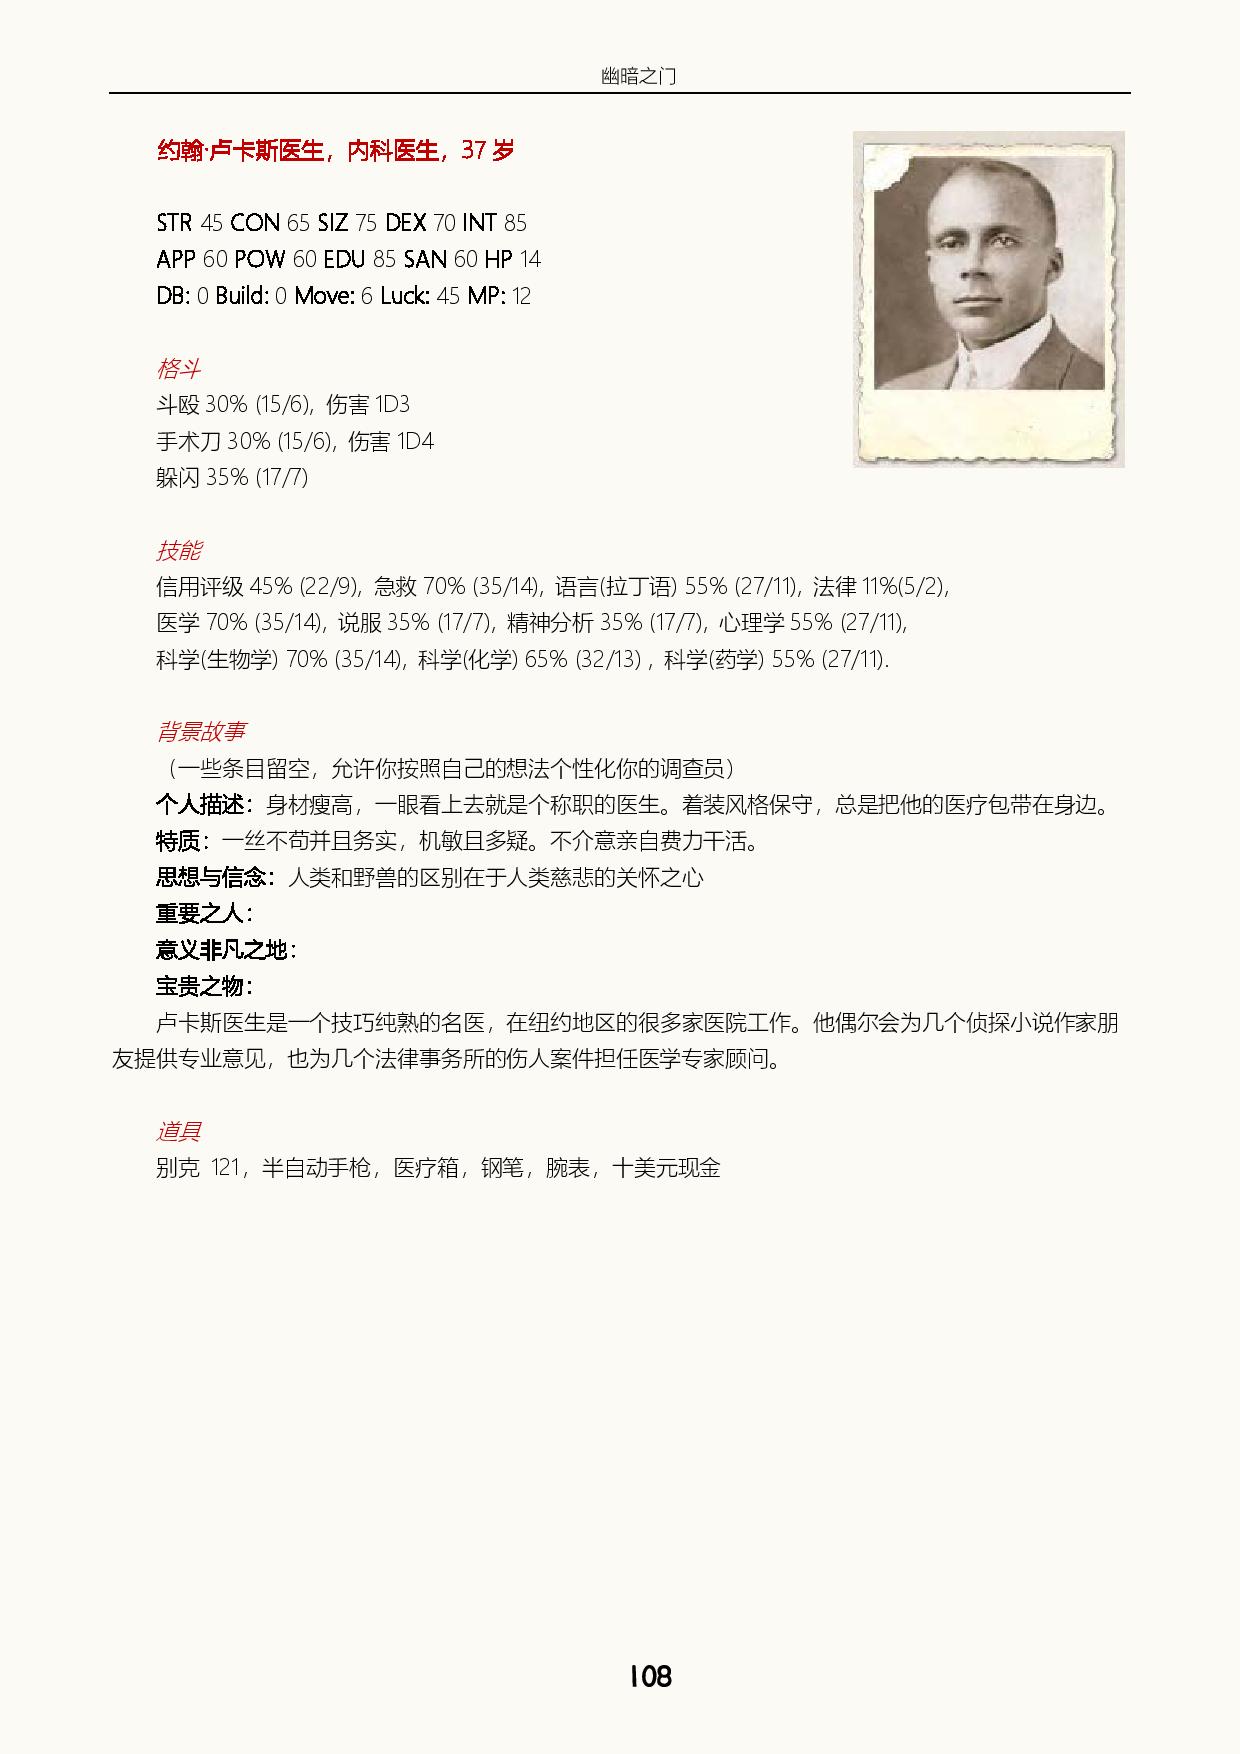 幽暗之门
约翰·卢卡斯医生，内科医生，37 岁
STR 45 CON 65 SIZ 75 DEX 70 INT 85
APP 60 POW 60 EDU 85 SAN 60 HP 14
DB: 0 Build: 0 Move: 6 Luck: 45 MP: 12
格斗
斗殴 30% (15/6)，伤害 1D3
手术刀 30% (15/6)，伤害 1D4
躲闪 35% (17/7)
技能
信用评级 45% (22/9)，急救 70% (35/14)，语言(拉丁语) 55% (27/11)，法律 11%(5/2)，
医学 70% (35/14)，说服 35% (17/7)，精神分析 35% (17/7)，心理学 55% (27/11)，
科学(生物学) 70% (35/14)，科学(化学) 65% (32/13) ，科学(药学) 55% (27/11).
背景故事
（一些条目留空，允许你按照自己的想法个性化你的调查员）
个人描述：身材瘦高，一眼看上去就是个称职的医生。着装风格保守，总是把他的医疗包带在身边。
特质：一丝不苟并且务实，机敏且多疑。不介意亲自费力干活。
思想与信念：人类和野兽的区别在于人类慈悲的关怀之心
重要之人：
意义非凡之地：
宝贵之物：
卢卡斯医生是一个技巧纯熟的名医，在纽约地区的很多家医院工作。他偶尔会为几个侦探小说作家朋
友提供专业意见，也为几个法律事务所的伤人案件担任医学专家顾问。
道具
别克 121，半自动手枪，医疗箱，钢笔，腕表，十美元现金
108